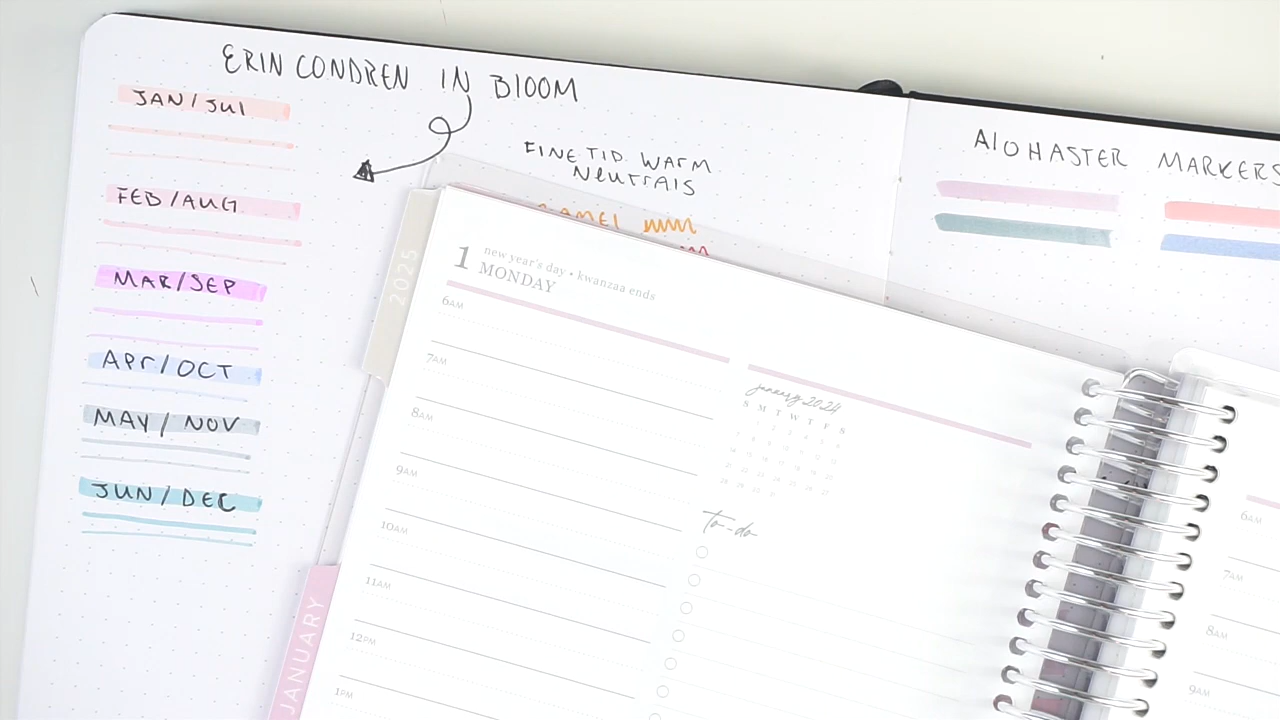 ERIN CONDREN IN BLOOM
JAN/JUL
FEB/AUG
MAR/SEP
APR/OCT
MAY/NOV
JUN/DEC
FINETID WARM
NEUTRALS
ALOHASTER MARKERS
2025
JANUARY
1 new year's day • kwanzaa ends
MONDAY
6AM
7AM
8AM
9AM
10AM
11AM
12PM
1PM
january 2024
S M T W T F S
to-do
6AM
7AM
8AM
9AM